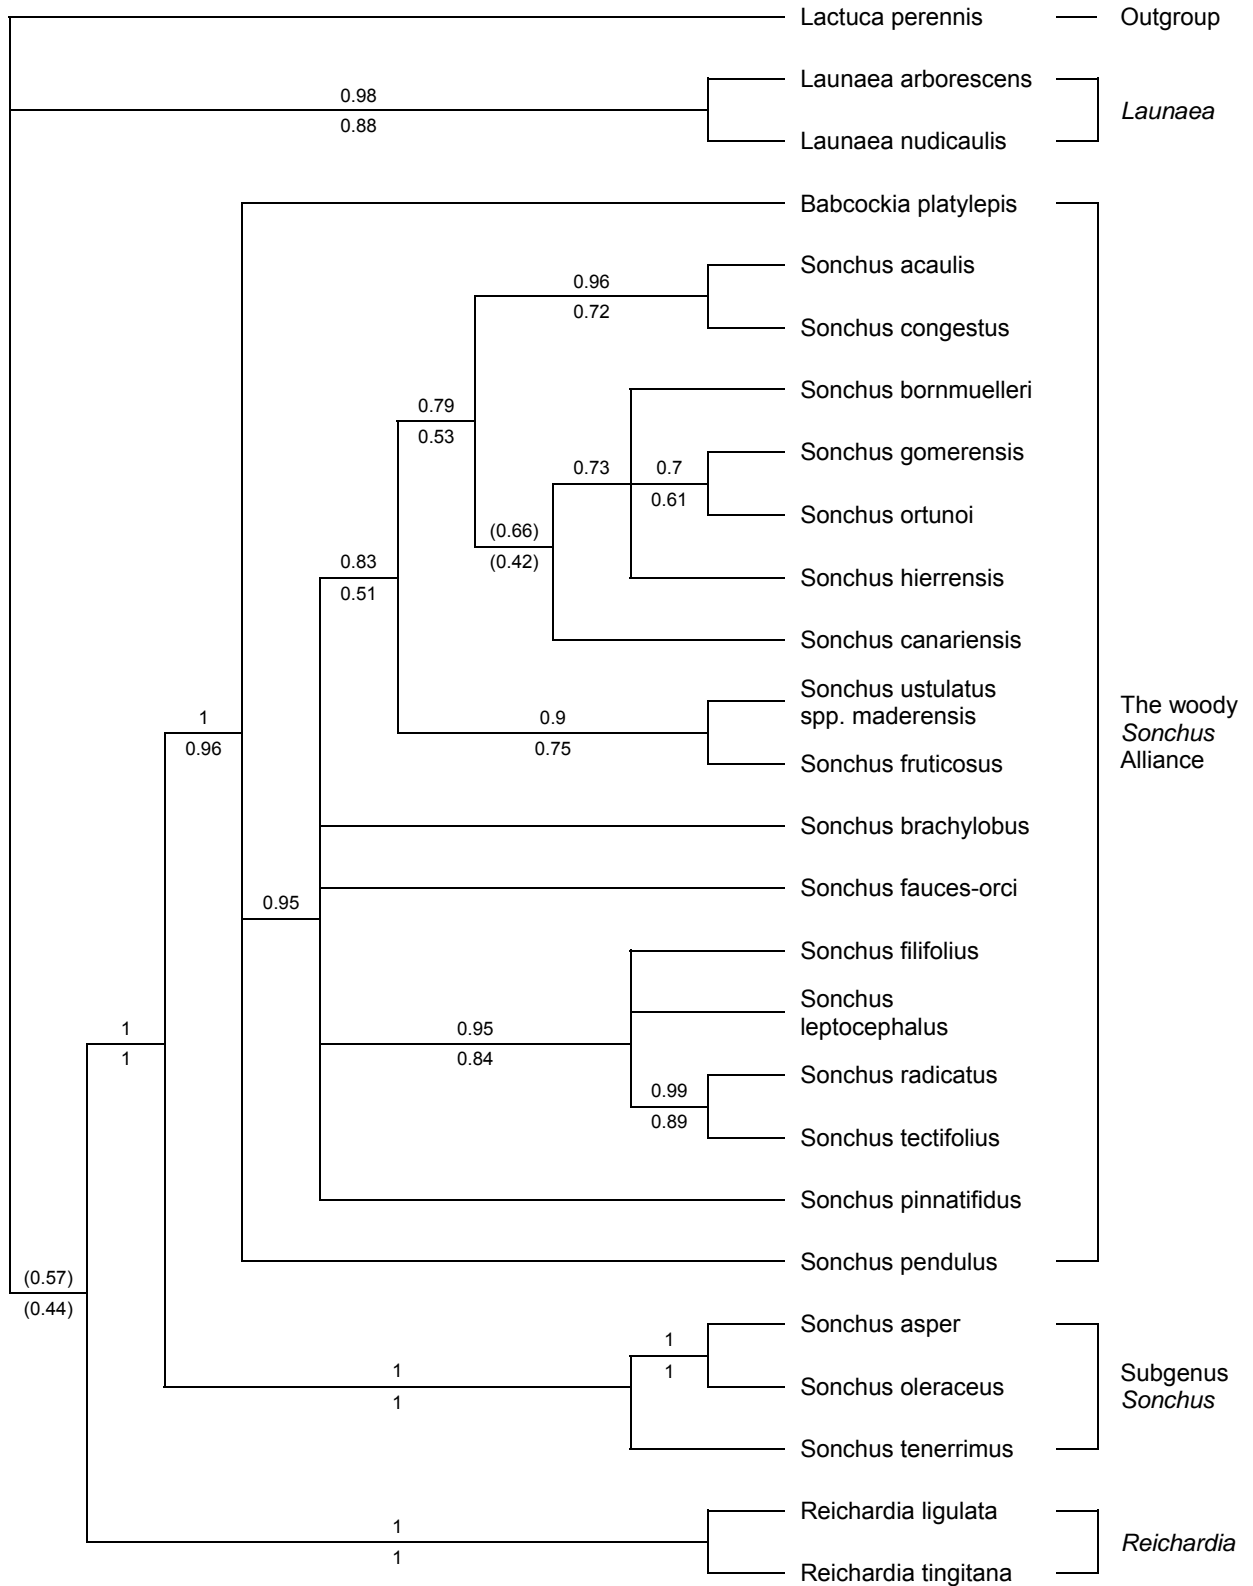 Lactuca perennis
Outgroup
Launaea arborescens
0.98
Launaea
0.88
Launaea nudicaulis
Babcockia platylepis
Sonchus acaulis
0.96
0.72
Sonchus congestus
Sonchus bornmuelleri
0.79
0.53
Sonchus gomerensis
0.73
0.7
0.61
Sonchus ortunoi
(0.66)
(0.42)
0.83
Sonchus hierrensis
0.51
Sonchus canariensis
Sonchus ustulatus
spp. maderensis
The woody
Sonchus
Alliance
1
0.96
0.9
0.75
Sonchus fruticosus
Sonchus brachylobus
Sonchus fauces-orci
0.95
Sonchus filifolius
Sonchus
leptocephalus
1
1
0.95
0.84
Sonchus radicatus
0.99
0.89
Sonchus tectifolius
Sonchus pinnatifidus
Sonchus pendulus
(0.57)
(0.44)
Sonchus asper
1
1
Subgenus
Sonchus
1
1
Sonchus oleraceus
Sonchus tenerrimus
Reichardia ligulata
1
1
Reichardia
Reichardia tingitana